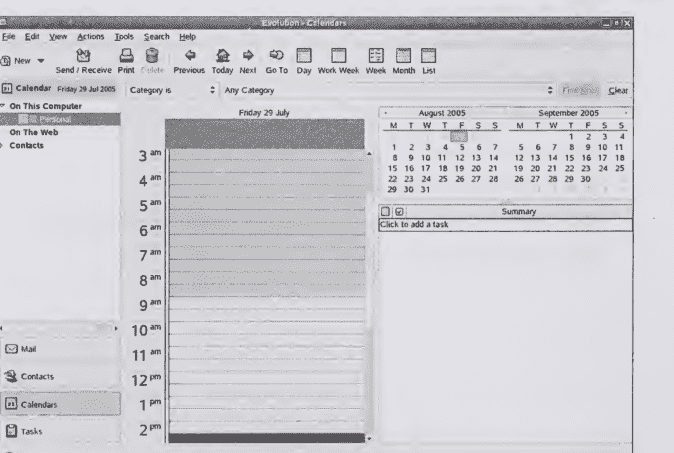 Evolution - Calendars
File Edit View Actions Tools Search Help
New
Send / Receive Print Delete Previous Today Next Go To Day Work Week Week Month List
Calendar Friday 29 Jul 2005 Category is Any Category Find Now Clear
On This Computer
Personal
On The Web
Contacts
Friday 29 July
3 am
4 am
5 am
6 am
7 am
8 am
9 am
10 am
11 am
12 pm
1 pm
2 pm
August 2005
M T W T F S S
1 2 3 4 5 6 7
8 9 10 11 12 13 14
15 16 17 18 19 20 21
22 23 24 25 26 27 28
29 30 31
September 2005
M T W T F S S
1 2 3 4
5 6 7 8 9 10 11
12 13 14 15 16 17 18
19 20 21 22 23 24 25
26 27 28 29 30
Summary
Click to add a task
Mail
Contacts
Calendars
Tasks